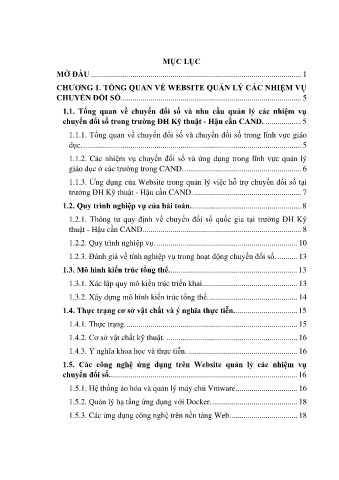 MỤC LỤC
MỞ ĐẦU ........................................................ 1
CHƯƠNG 1. TỔNG QUAN VỀ WEBSITE QUẢN LÝ CÁC NHIỆM VỤ
CHUYỂN ĐỔI SỐ........................................................ 5
1.1. Tổng quan về chuyển đổi số và nhu cầu quản lý các nhiệm vụ
chuyển đổi số trong trường ĐH Kỹ thuật - Hậu cần CAND. .................. 5
1.1.1. Tổng quan về chuyển đổi số và chuyển đổi số trong lĩnh vực giáo
dục. ........................................................ 5
1.1.2. Các nhiệm vụ chuyển đổi số và ứng dụng trong lĩnh vực quản lý
giáo dục ở các trường trong CAND............................................. 6
1.1.3. Ứng dụng của Website trong quản lý việc hỗ trợ chuyển đổi số tại
trường ĐH Kỹ thuật - Hậu cần CAND. ........................................ 7
1.2. Quy trình nghiệp vụ của bài toán........................................................ 8
1.2.1. Thông tư quy định về chuyển đổi số quốc gia tại trường ĐH Kỹ
thuật - Hậu cần CAND........................................................ 8
1.2.2. Quy trình nghiệp vụ. ........................................................ 10
1.2.3. Đánh giá về tính nghiệp vụ trong hoạt động chuyển đổi số. .......... 13
1.3. Mô hình kiến trúc tổng thể........................................................ 13
1.3.1. Xác lập quy mô kiến trúc triển khai............................................. 13
1.3.2. Xây dựng mô hình kiến trúc tổng thể. ........................................ 14
1.4. Thực trạng cơ sở vật chất và ý nghĩa thực tiễn............................... 15
1.4.1. Thực trạng........................................................ 15
1.4.2. Cơ sở vật chất kỹ thuật. ........................................................ 16
1.4.3. Ý nghĩa khoa học và thực tiễn. ........................................................ 16
1.5. Các công nghệ ứng dụng trên Website quản lý các nhiệm vụ
chuyển đổi số........................................................ 16
1.5.1. Hệ thống ảo hóa và quản lý máy chủ Vmware............................... 16
1.5.2. Quản lý hạ tầng ứng dụng với Docker........................................ 18
1.5.3. Các ứng dụng công nghệ trên nền tảng Web.................................. 18